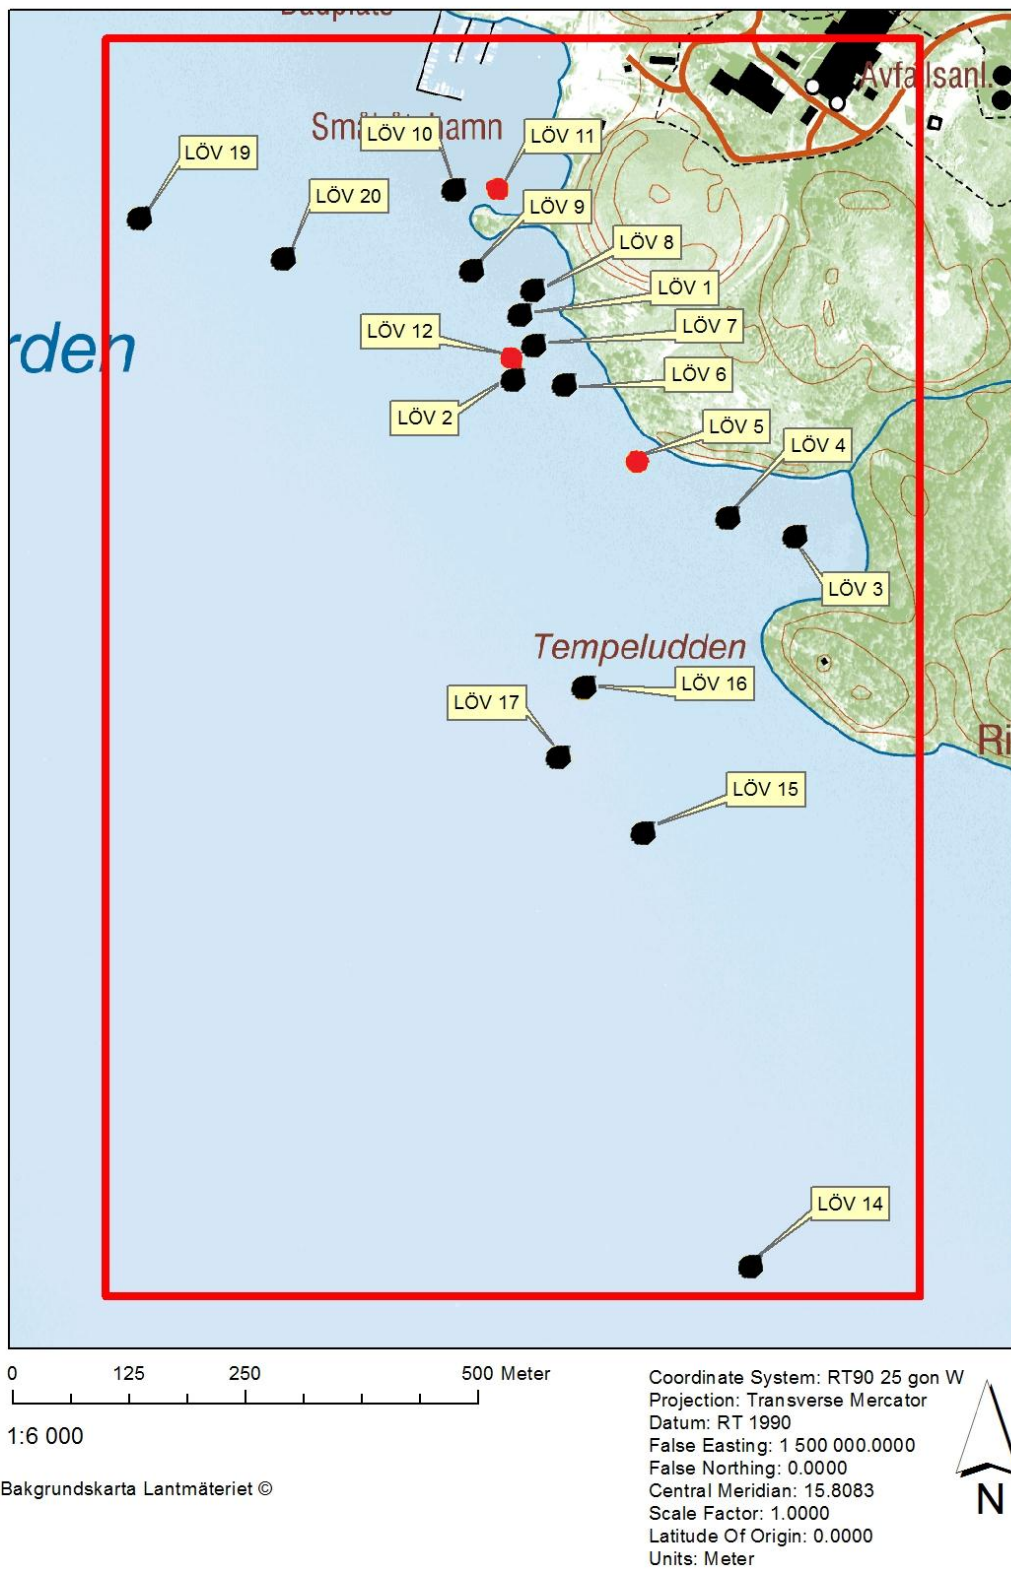 Avfallsanl.
LÖV 10
LÖV 11
LÖV 19
LÖV 20
LÖV 9
LÖV 8
LÖV 1
LÖV 7
LÖV 12
rden
LÖV 6
LÖV 2
LÖV 5
LÖV 4
LÖV 3
Tempeludden
LÖV 16
LÖV 17
Ri
LÖV 15
LÖV 14
0 125 250 500 Meter
1:6 000
Bakgrundskarta Lantmäteriet ©
Coordinate System: RT90 25 gon W
Projection: Transverse Mercator
Datum: RT 1990
False Easting: 1 500 000.0000
False Northing: 0.0000
Central Meridian: 15.8083
Scale Factor: 1.0000
Latitude Of Origin: 0.0000
Units: Meter
N